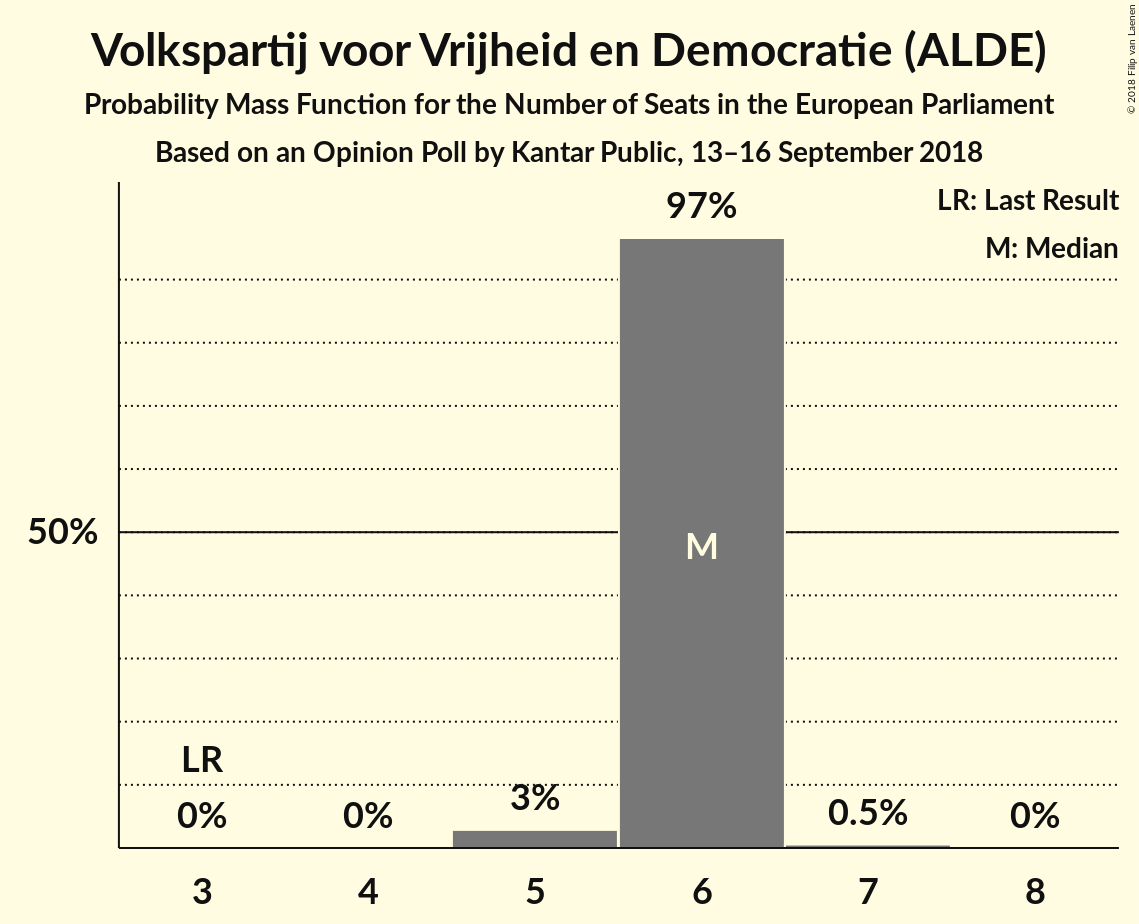 Volkspartij voor Vrijheid en Democratie (ALDE)
Probability Mass Function for the Number of Seats in the European Parliament
Based on an Opinion Poll by Kantar Public, 13–16 September 2018
© 2018 Filip van Laenen
LR: Last Result
M: Median
97%
50%
M
LR
0%
0%
3%
0.5%
0%
3 4 5 6 7 8